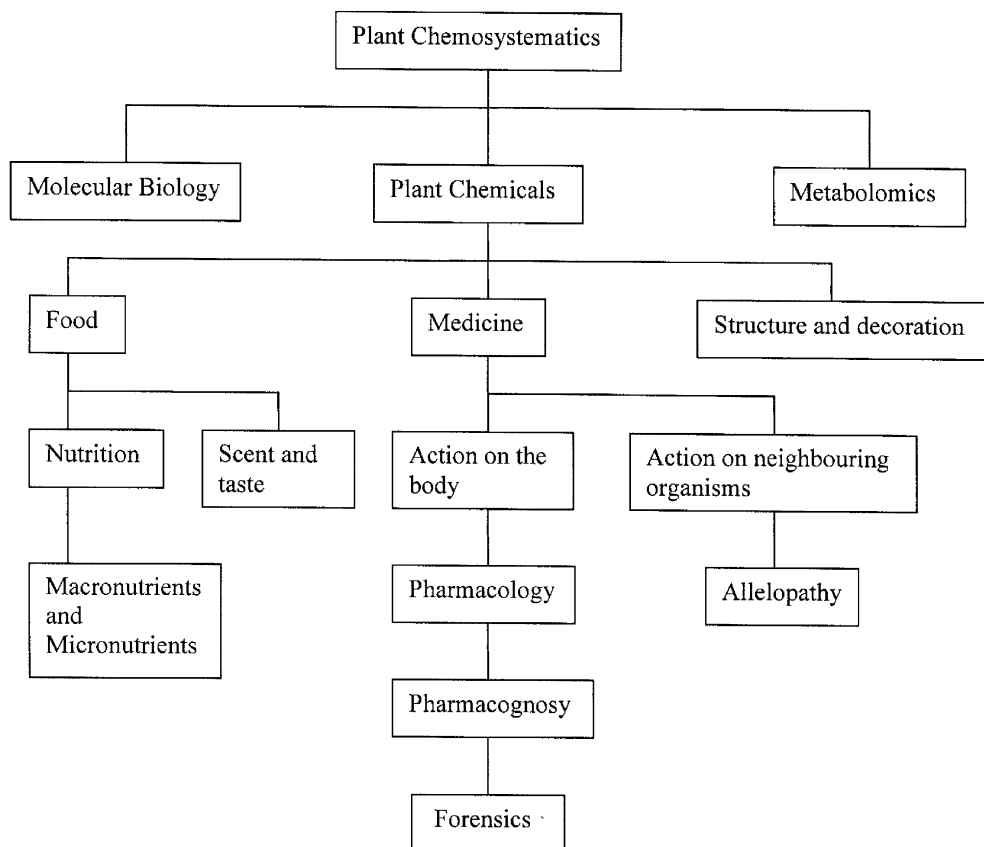 Plant Chemosystematics
Molecular Biology
Plant Chemicals
Metabolomics
Food
Medicine
Structure and decoration
Nutrition
Scent and
taste
Action on the
body
Action on neighbouring
organisms
Macronutrients
and
Micronutrients
Pharmacology
Allelopathy
Pharmacognosy
Forensics